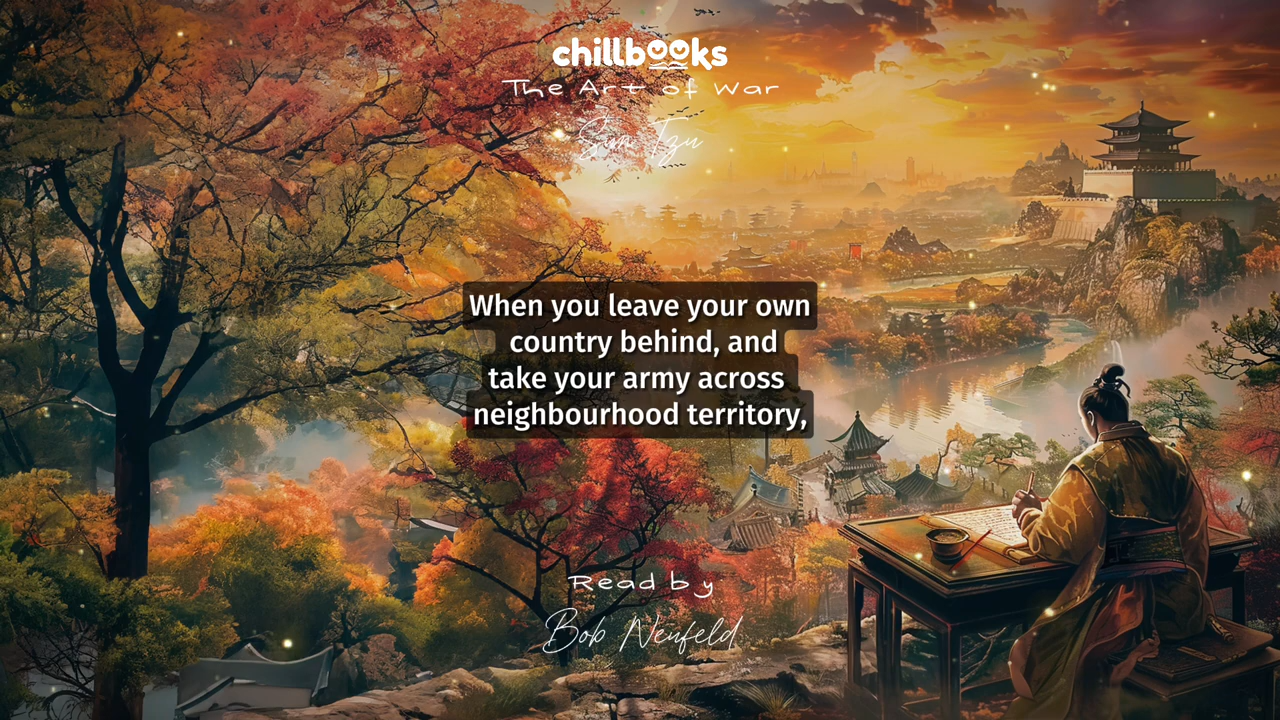 chillbooks
The Art of War
Sun Tzu
When you leave your own
country behind, and
take your army across
neighbourhood territory,
Read by
Bob Neufeld